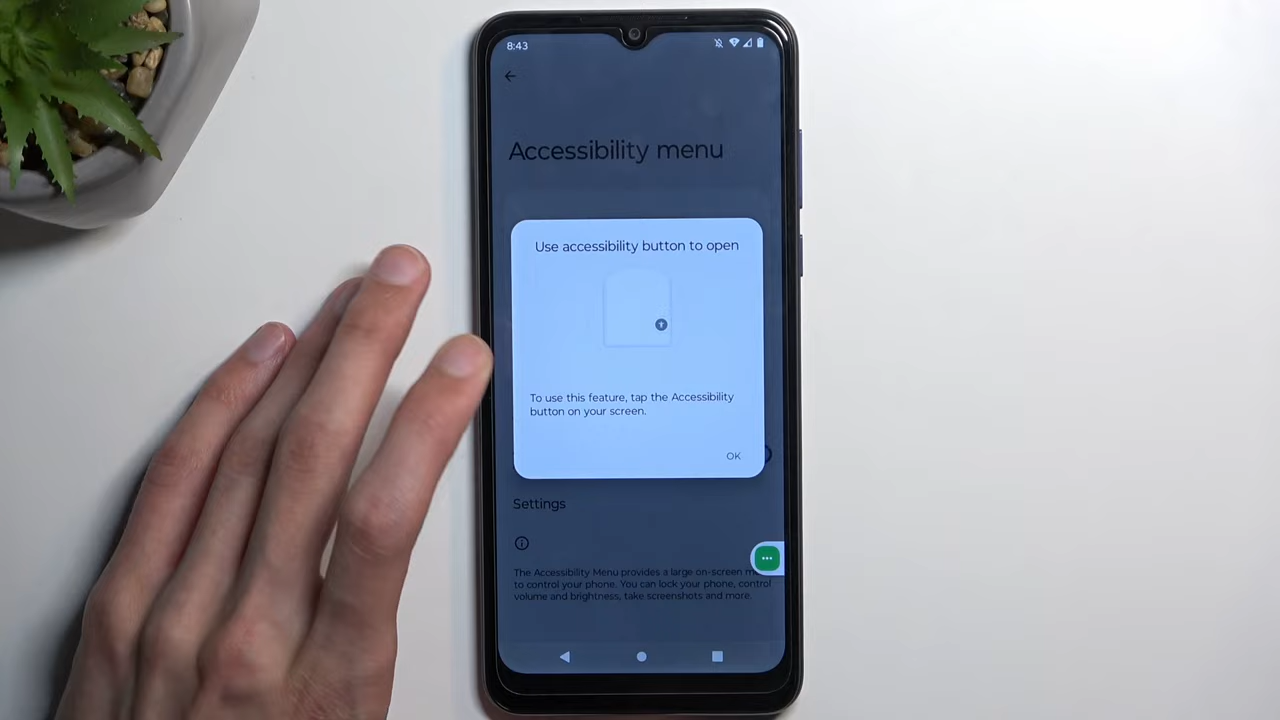 8:43
Accessibility menu
Use accessibility button to open
To use this feature, tap the Accessibility
button on your screen.
OK
Settings
The Accessibility Menu provides a large on-screen
to control your phone. You can lock your phone, control
volume and brightness, take screenshots and more.